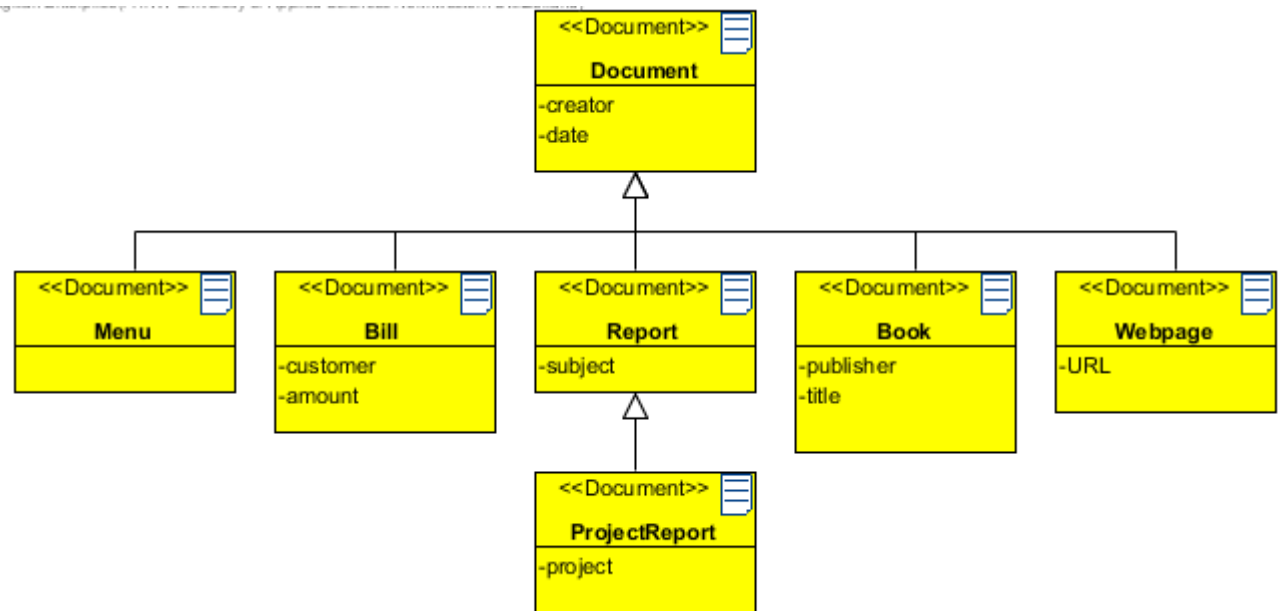 <<Document>>
Document
-creator
-date
<<Document>>
Menu
<<Document>>
Bill
-customer
-amount
<<Document>>
Report
-subject
<<Document>>
Book
-publisher
-title
<<Document>>
Webpage
-URL
<<Document>>
ProjectReport
-project